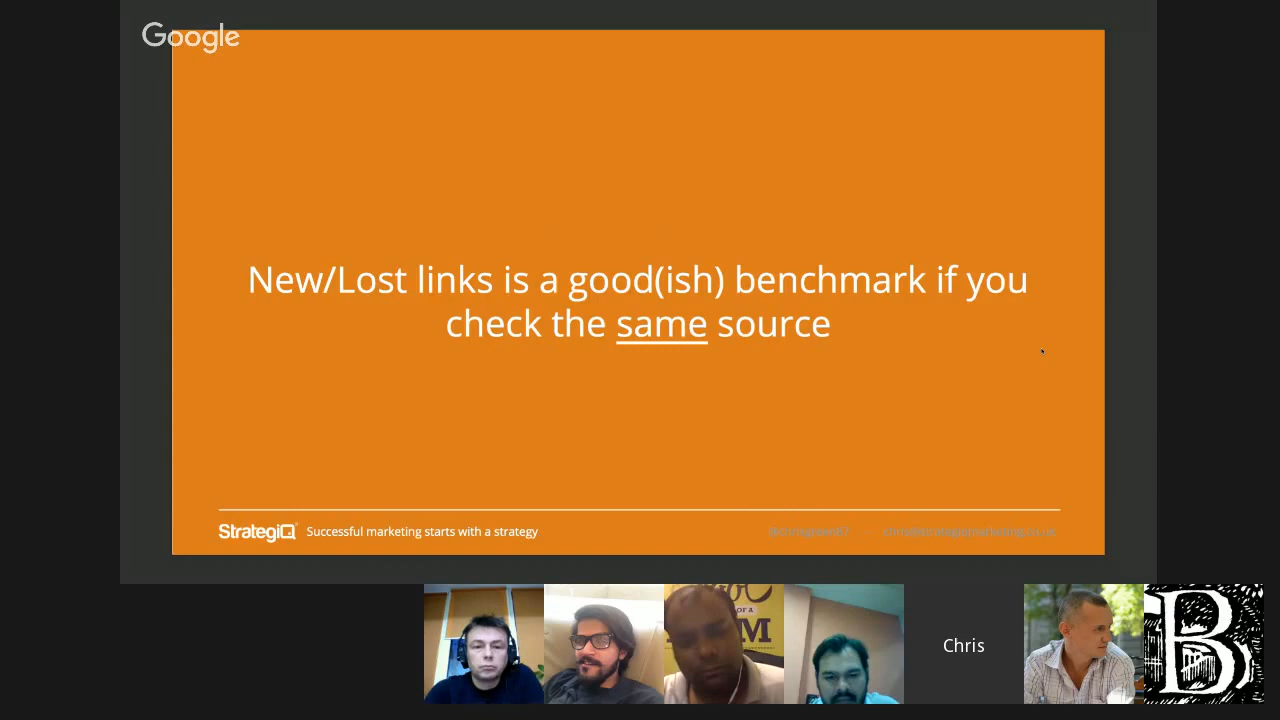 Google
New/Lost links is a good(ish) benchmark if you
check the same source
StrategiQ Successful marketing starts with a strategy
Chris
B